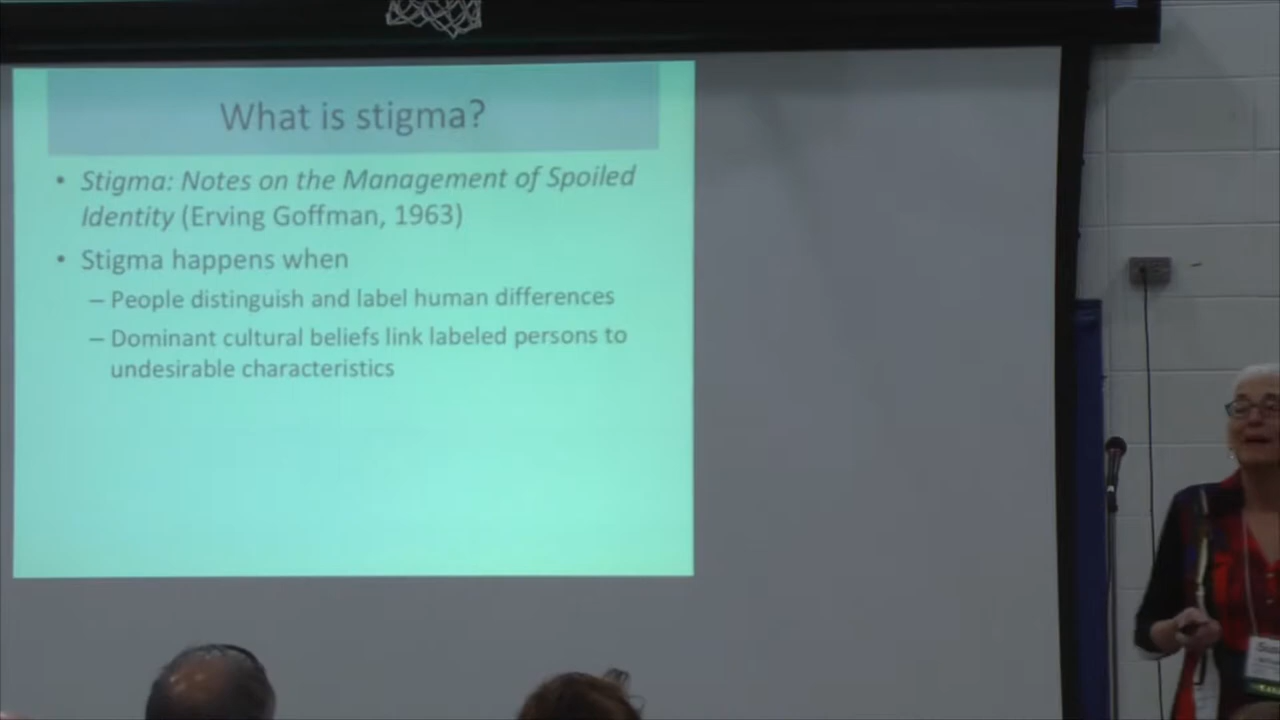 What is stigma?
• Stigma: Notes on the Management of Spoiled
Identity (Erving Goffman, 1963)
• Stigma happens when
– People distinguish and label human differences
– Dominant cultural beliefs link labeled persons to
undesirable characteristics